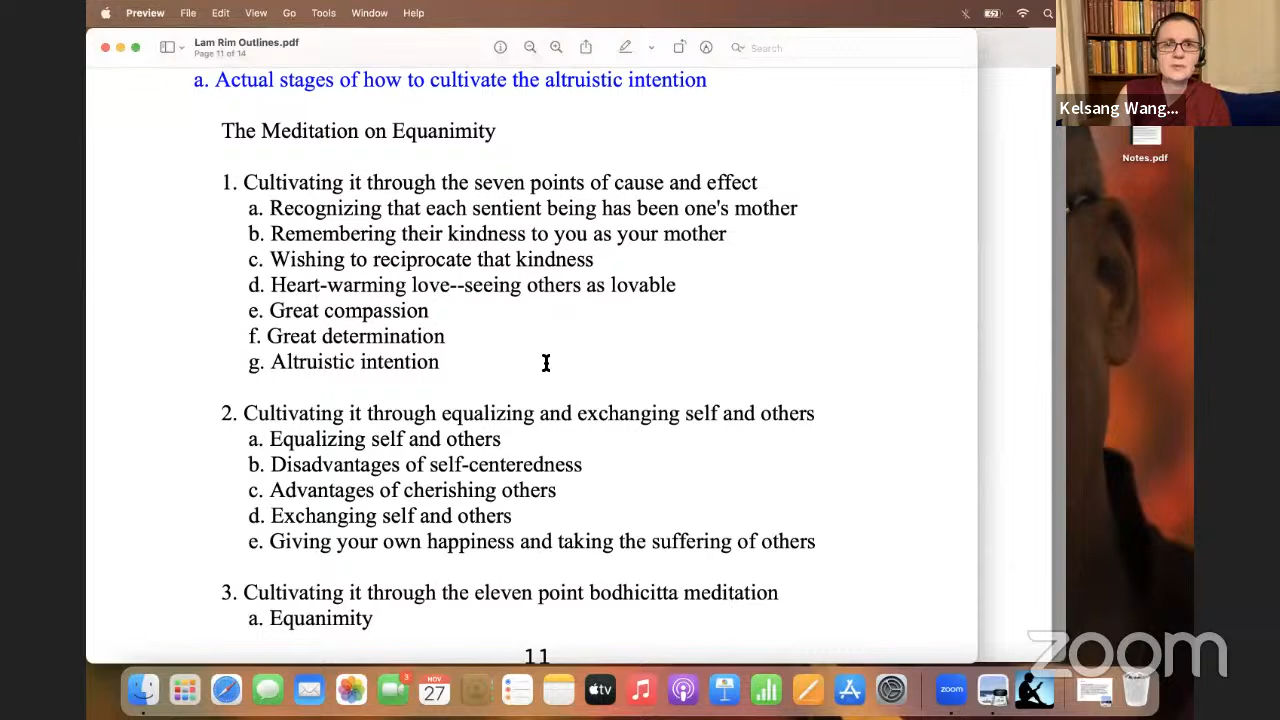 Preview File Edit View Go Tools Window Help
Lam Rim Outlines.pdf
Page 11 of 14
Search
Kelsang Wang...
Notes.pdf
a. Actual stages of how to cultivate the altruistic intention
The Meditation on Equanimity
1. Cultivating it through the seven points of cause and effect
a. Recognizing that each sentient being has been one's mother
b. Remembering their kindness to you as your mother
c. Wishing to reciprocate that kindness
d. Heart-warming love--seeing others as lovable
e. Great compassion
f. Great determination
g. Altruistic intention
2. Cultivating it through equalizing and exchanging self and others
a. Equalizing self and others
b. Disadvantages of self-centeredness
c. Advantages of cherishing others
d. Exchanging self and others
e. Giving your own happiness and taking the suffering of others
3. Cultivating it through the eleven point bodhicitta meditation
a. Equanimity
11
zoom
3
NOV
27
tv
zoom